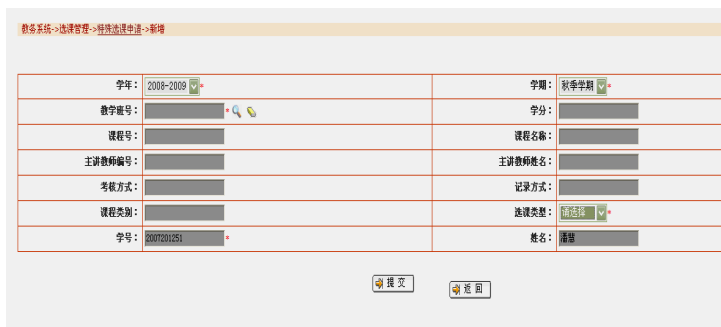 教务系统->选课管理->特殊选课申请->新增
学年： 2008-2009 * 学期： 秋季学期 *
教学班号： * 学分：
课程号： 课程名称：
主讲教师编号： 主讲教师姓名：
考核方式： 记录方式：
课程类别： 选课类型： 请选择 *
学号： 2007201251 * 姓名： 潘慧
提交 返回